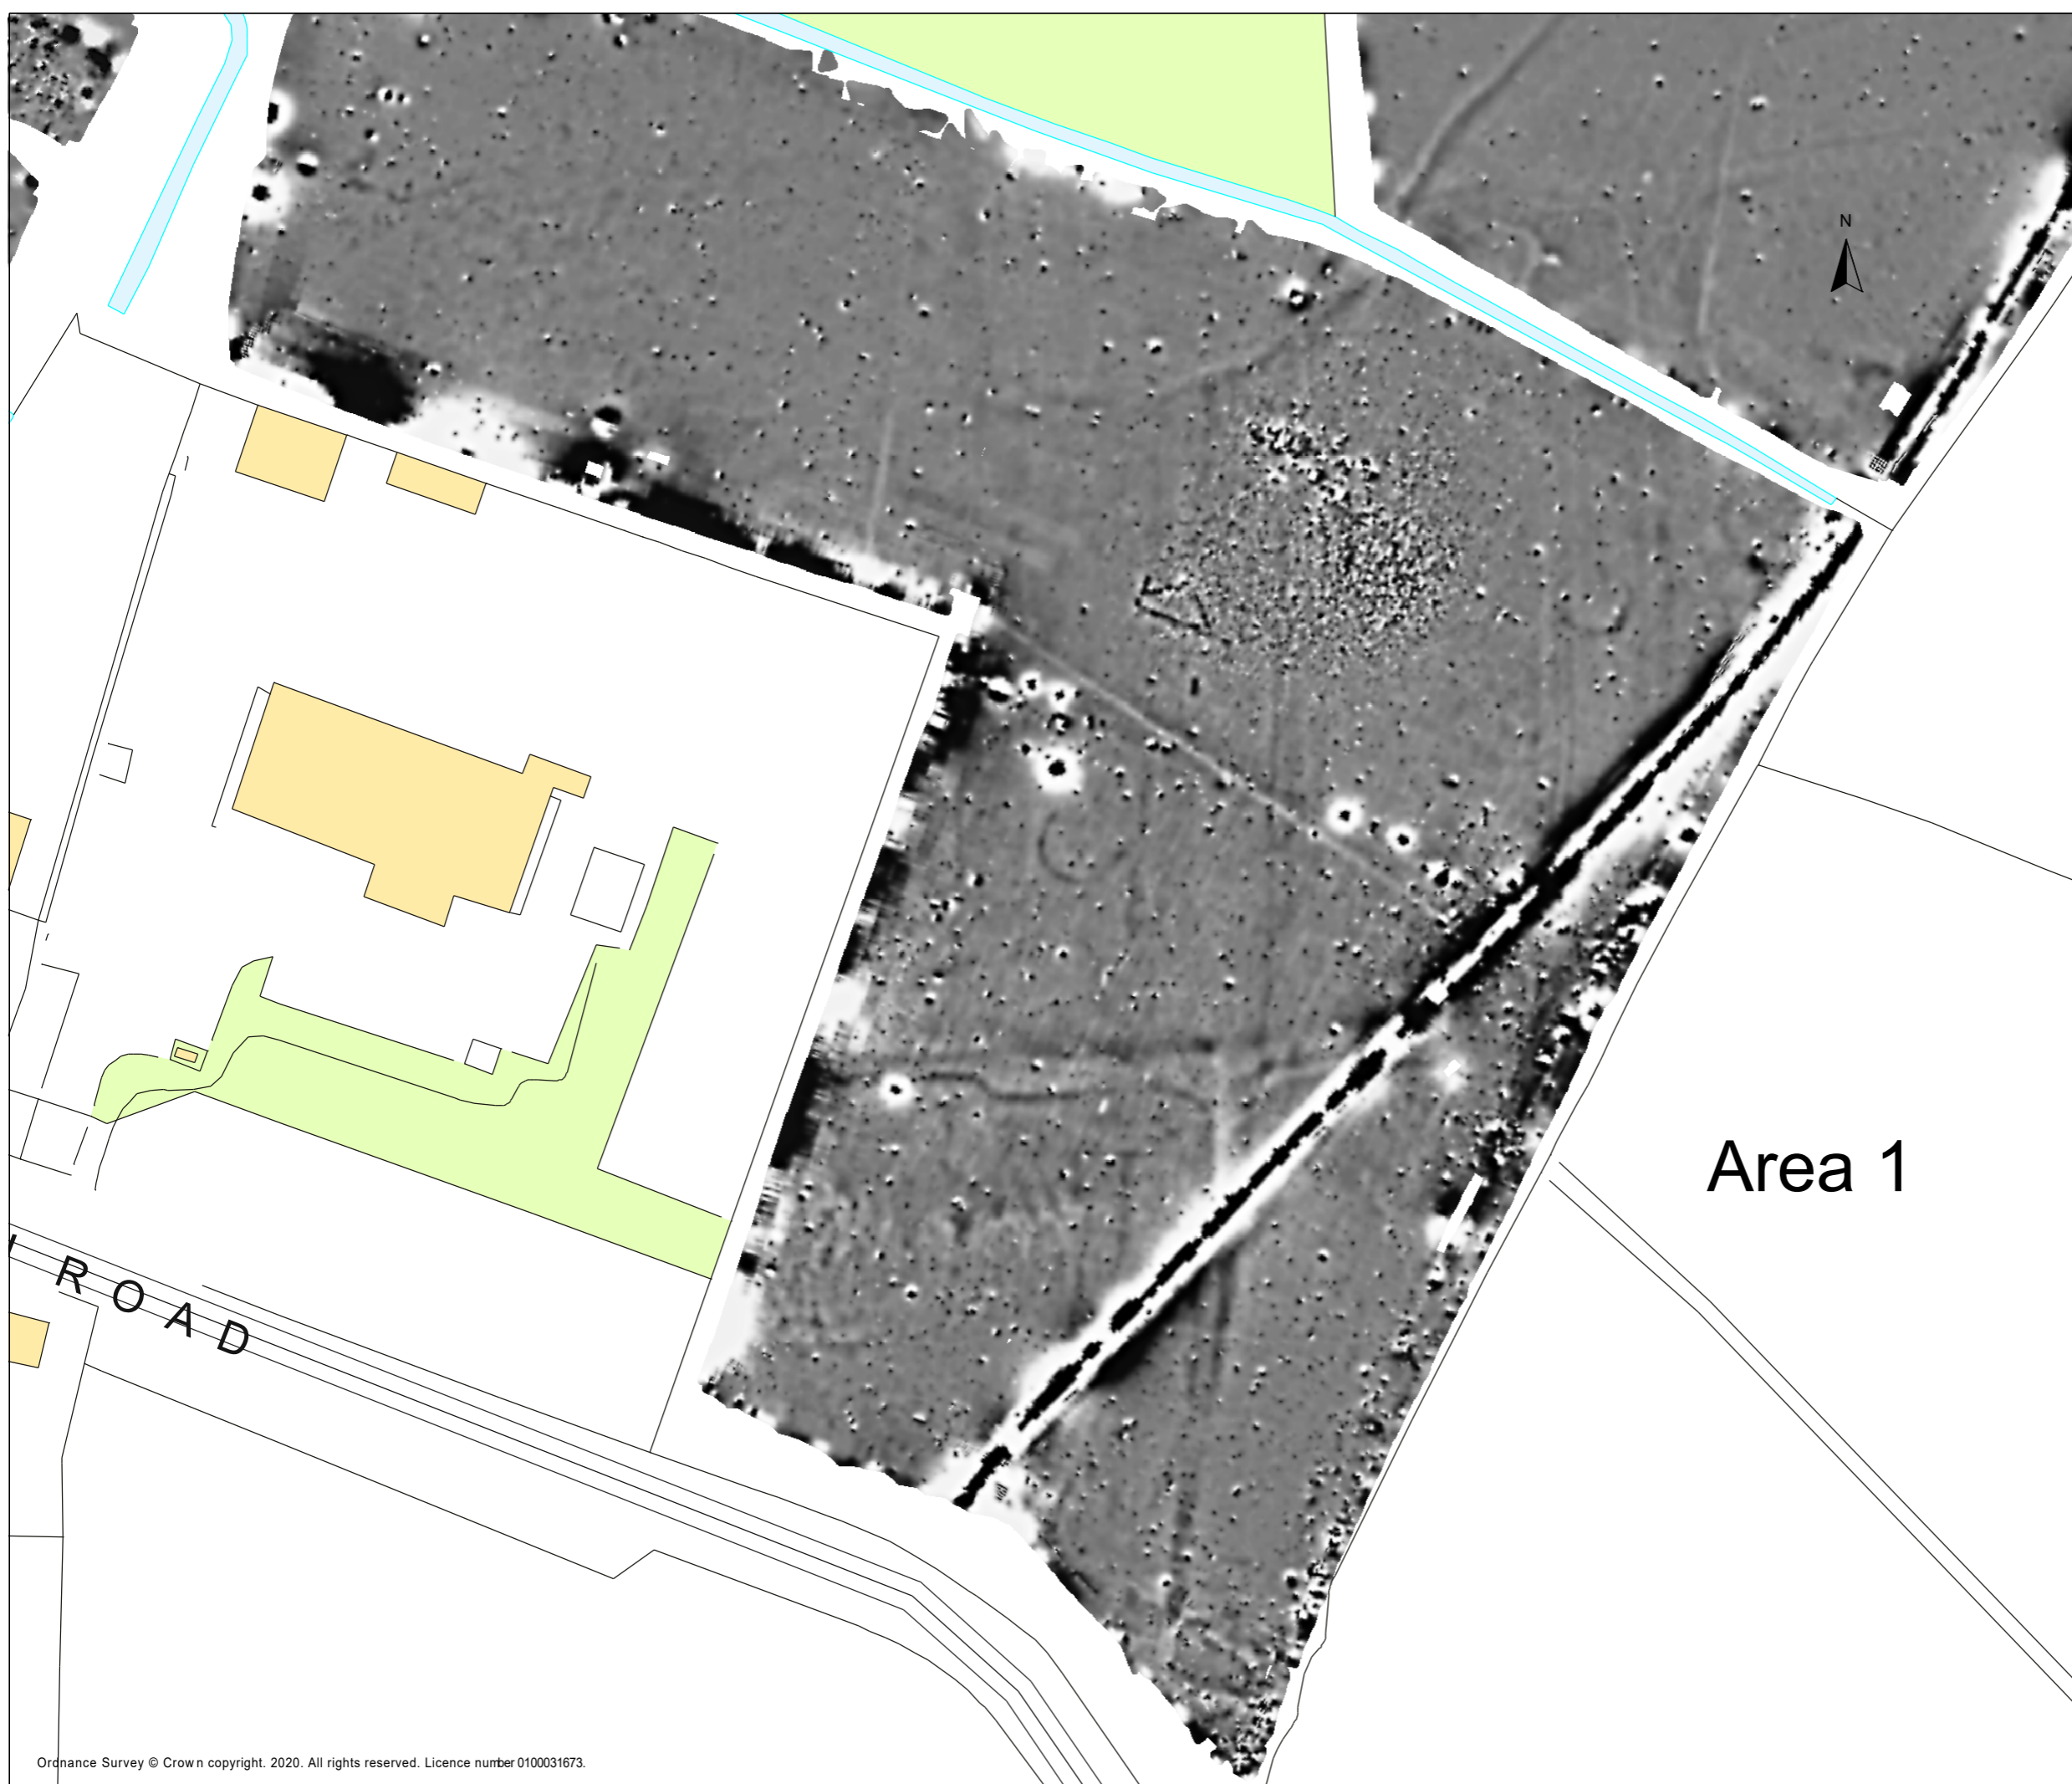 N
Area 1
ROAD
Ordnance Survey © Crown copyright. 2020. All rights reserved. Licence number 0100031673.